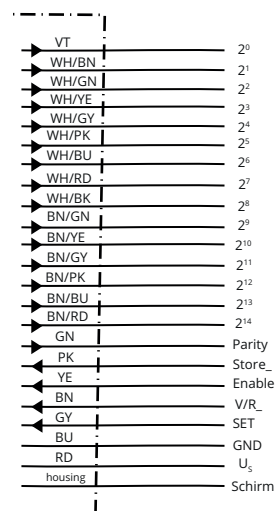 VT 2⁰
WH/BN 2¹
WH/GN 2²
WH/YE 2³
WH/GY 2⁴
WH/PK 2⁵
WH/BU 2⁶
WH/RD 2⁷
WH/BK 2⁸
BN/GN 2⁹
BN/YE 2¹⁰
BN/GY 2¹¹
BN/PK 2¹²
BN/BU 2¹³
BN/RD 2¹⁴
GN Parity
PK Store_
YE Enable
BN V/R_
GY SET
BU GND
RD Uₛ
housing Schirm